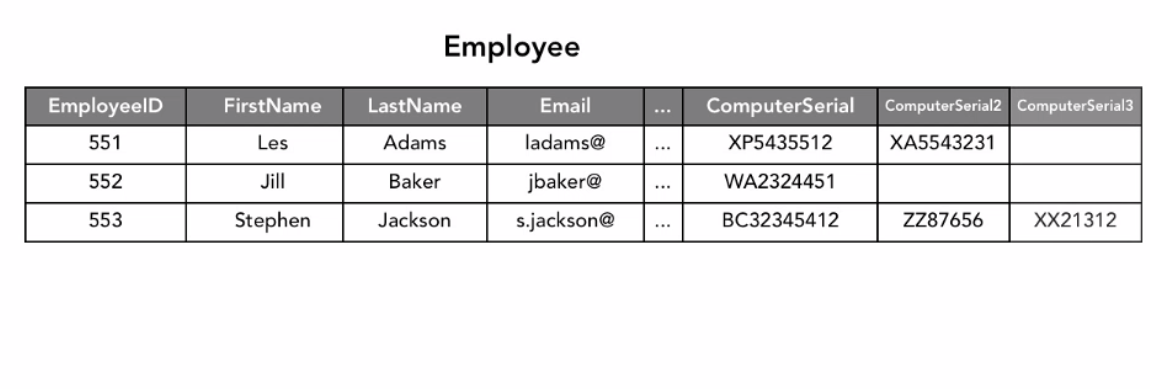 Employee
EmployeeID FirstName LastName Email ... ComputerSerial ComputerSerial2 ComputerSerial3
551 Les Adams ladams@ ... XP5435512 XA5543231
552 Jill Baker jbaker@ ... WA2324451
553 Stephen Jackson s.jackson@ ... BC32345412 ZZ87656 XX21312